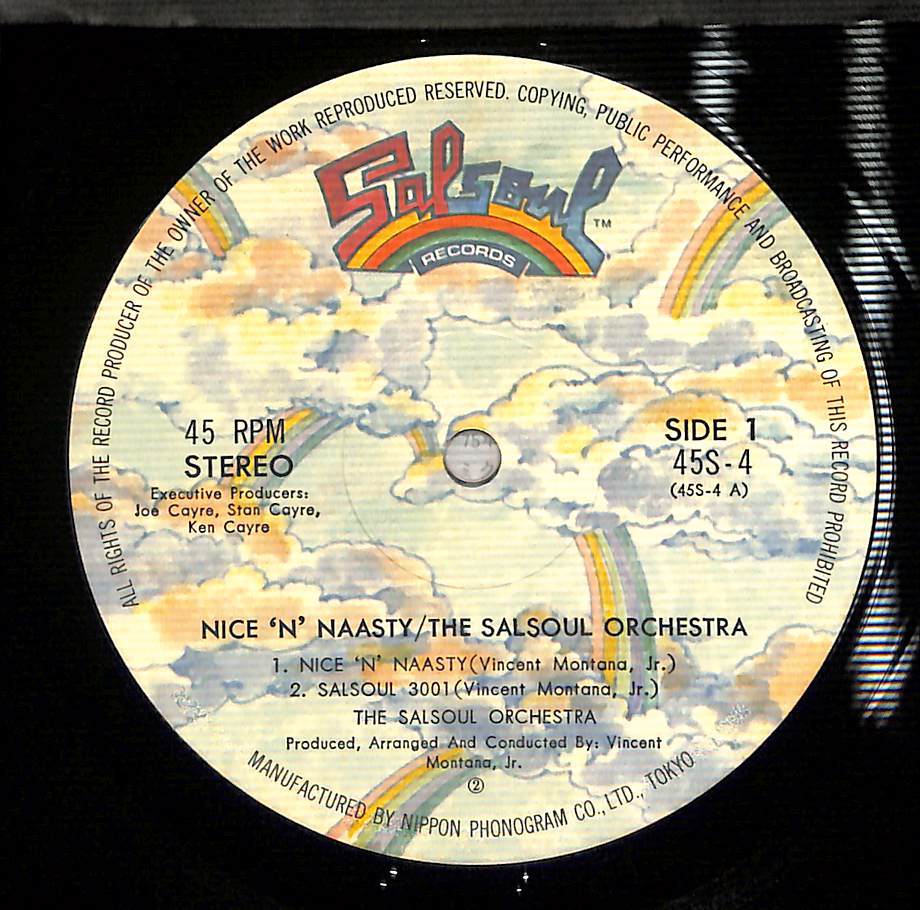 ALL RIGHTS OF THE RECORD PRODUCER OF THE OWNER OF THE WORK REPRODUCED RESERVED. COPYING, PUBLIC PERFORMANCE AND BROADCASTING OF THIS RECORD PROHIBITED
Salsoul TM
RECORDS
45 RPM
STEREO
Executive Producers:
Joe Cayre, Stan Cayre,
Ken Cayre
SIDE 1
45S-4
(45S-4 A)
NICE ‘N’ NAASTY/THE SALSOUL ORCHESTRA
1. NICE ‘N’ NAASTY(Vincent Montana, Jr.)
2. SALSOUL 3001(Vincent Montana, Jr.)
THE SALSOUL ORCHESTRA
Produced, Arranged And Conducted By: Vincent
Montana, Jr.
②
MANUFACTURED BY NIPPON PHONOGRAM CO., LTD., TOKYO